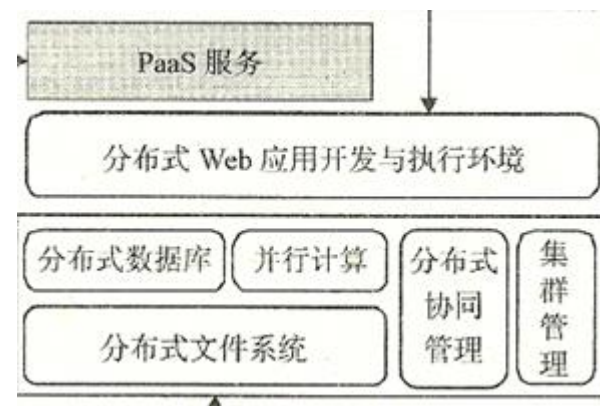 PaaS 服务
分布式 Web 应用开发与执行环境
分布式数据库
并行计算
分布式
协同
管理
集
群
管
理
分布式文件系统